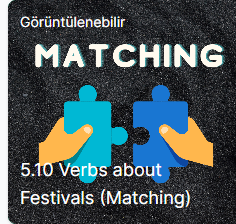 Görüntülenebilir
MATCHING
5.10 Verbs about
Festivals (Matching)